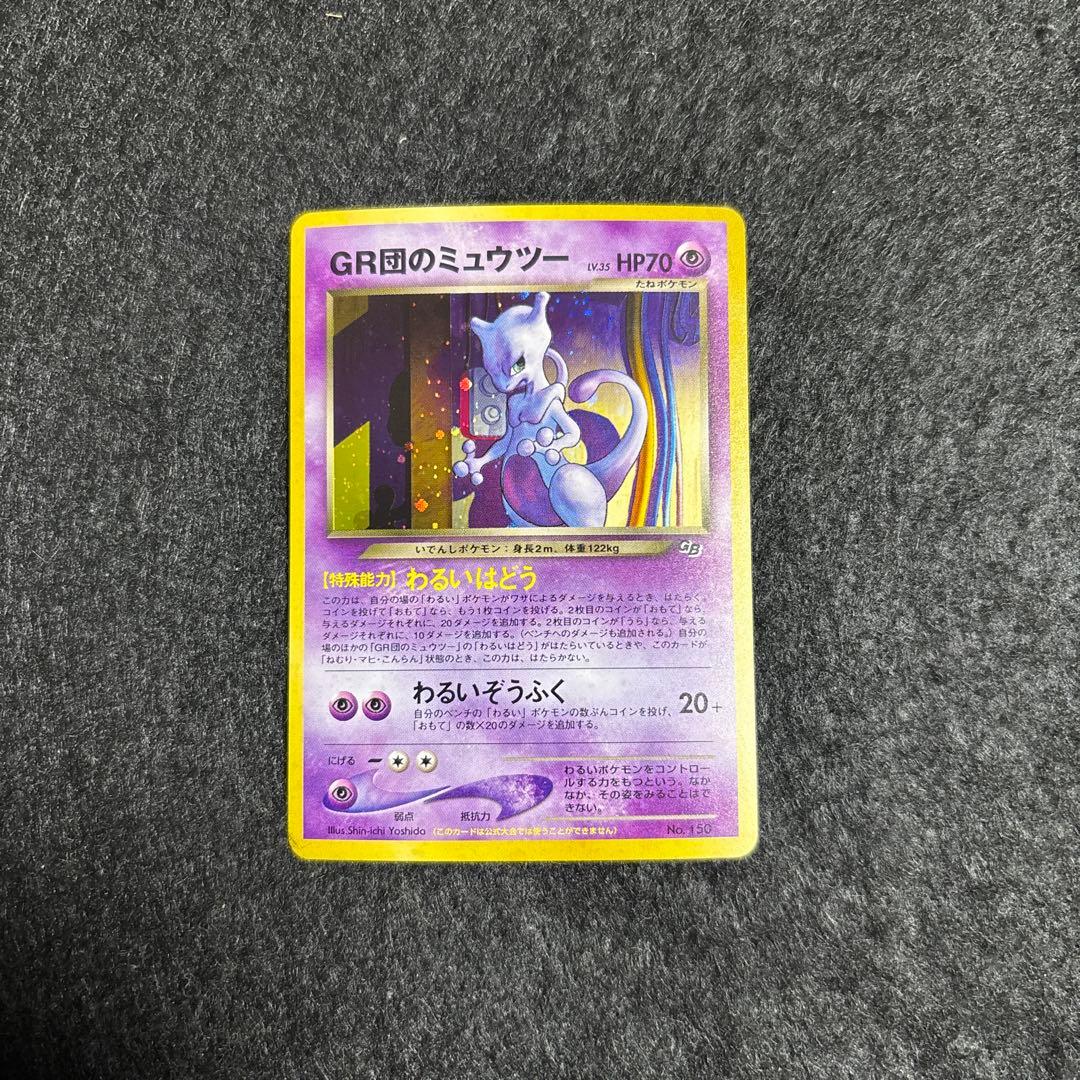 GR団のミュウツー LV.35 HP70
たねポケモン
いでんしポケモン：身長2m、体重122kg
GB
【特殊能力】わるいはどう
この力は、自分の場の「わるい」ポケモンがワザによるダメージを与えるとき、はたらく。
コインを投げて「おもて」なら、もう1枚コインを投げる。2枚目のコインが「おもて」なら、
与えるダメージそれぞれに、20ダメージを追加する。2枚目のコインが「うら」なら、与える
ダメージそれぞれに、10ダメージを追加する。（ベンチへのダメージも追加される。）自分の
場のほかの「GR団のミュウツー」の「わるいはどう」がはたらいているときや、このカードが
「ねむり・マヒ・こんらん」状態のとき、この力は、はたらかない。
わるいぞうふく 20+
自分のベンチの「わるい」ポケモンの数ぶんコインを投げ、
「おもて」の数×20のダメージを追加する。
にげる
わるいポケモンをコントロー
ルする力をもつという。なか
なか、その姿をみることはで
きない。
弱点 抵抗力
Illus.Shin-ichi Yoshida （このカードは公式大会では使うことができません） No. 150